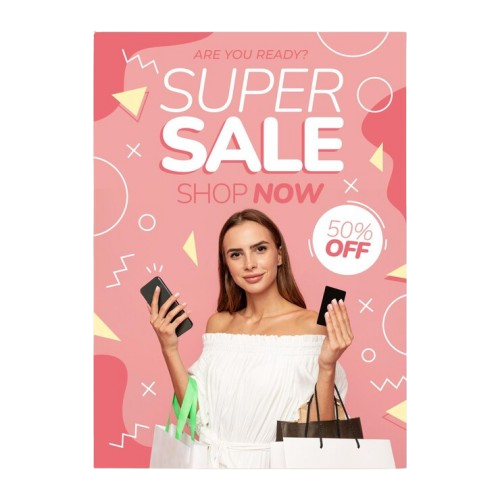 ARE YOU READY?
SUPER
SALE
SHOP NOW
50%
OFF